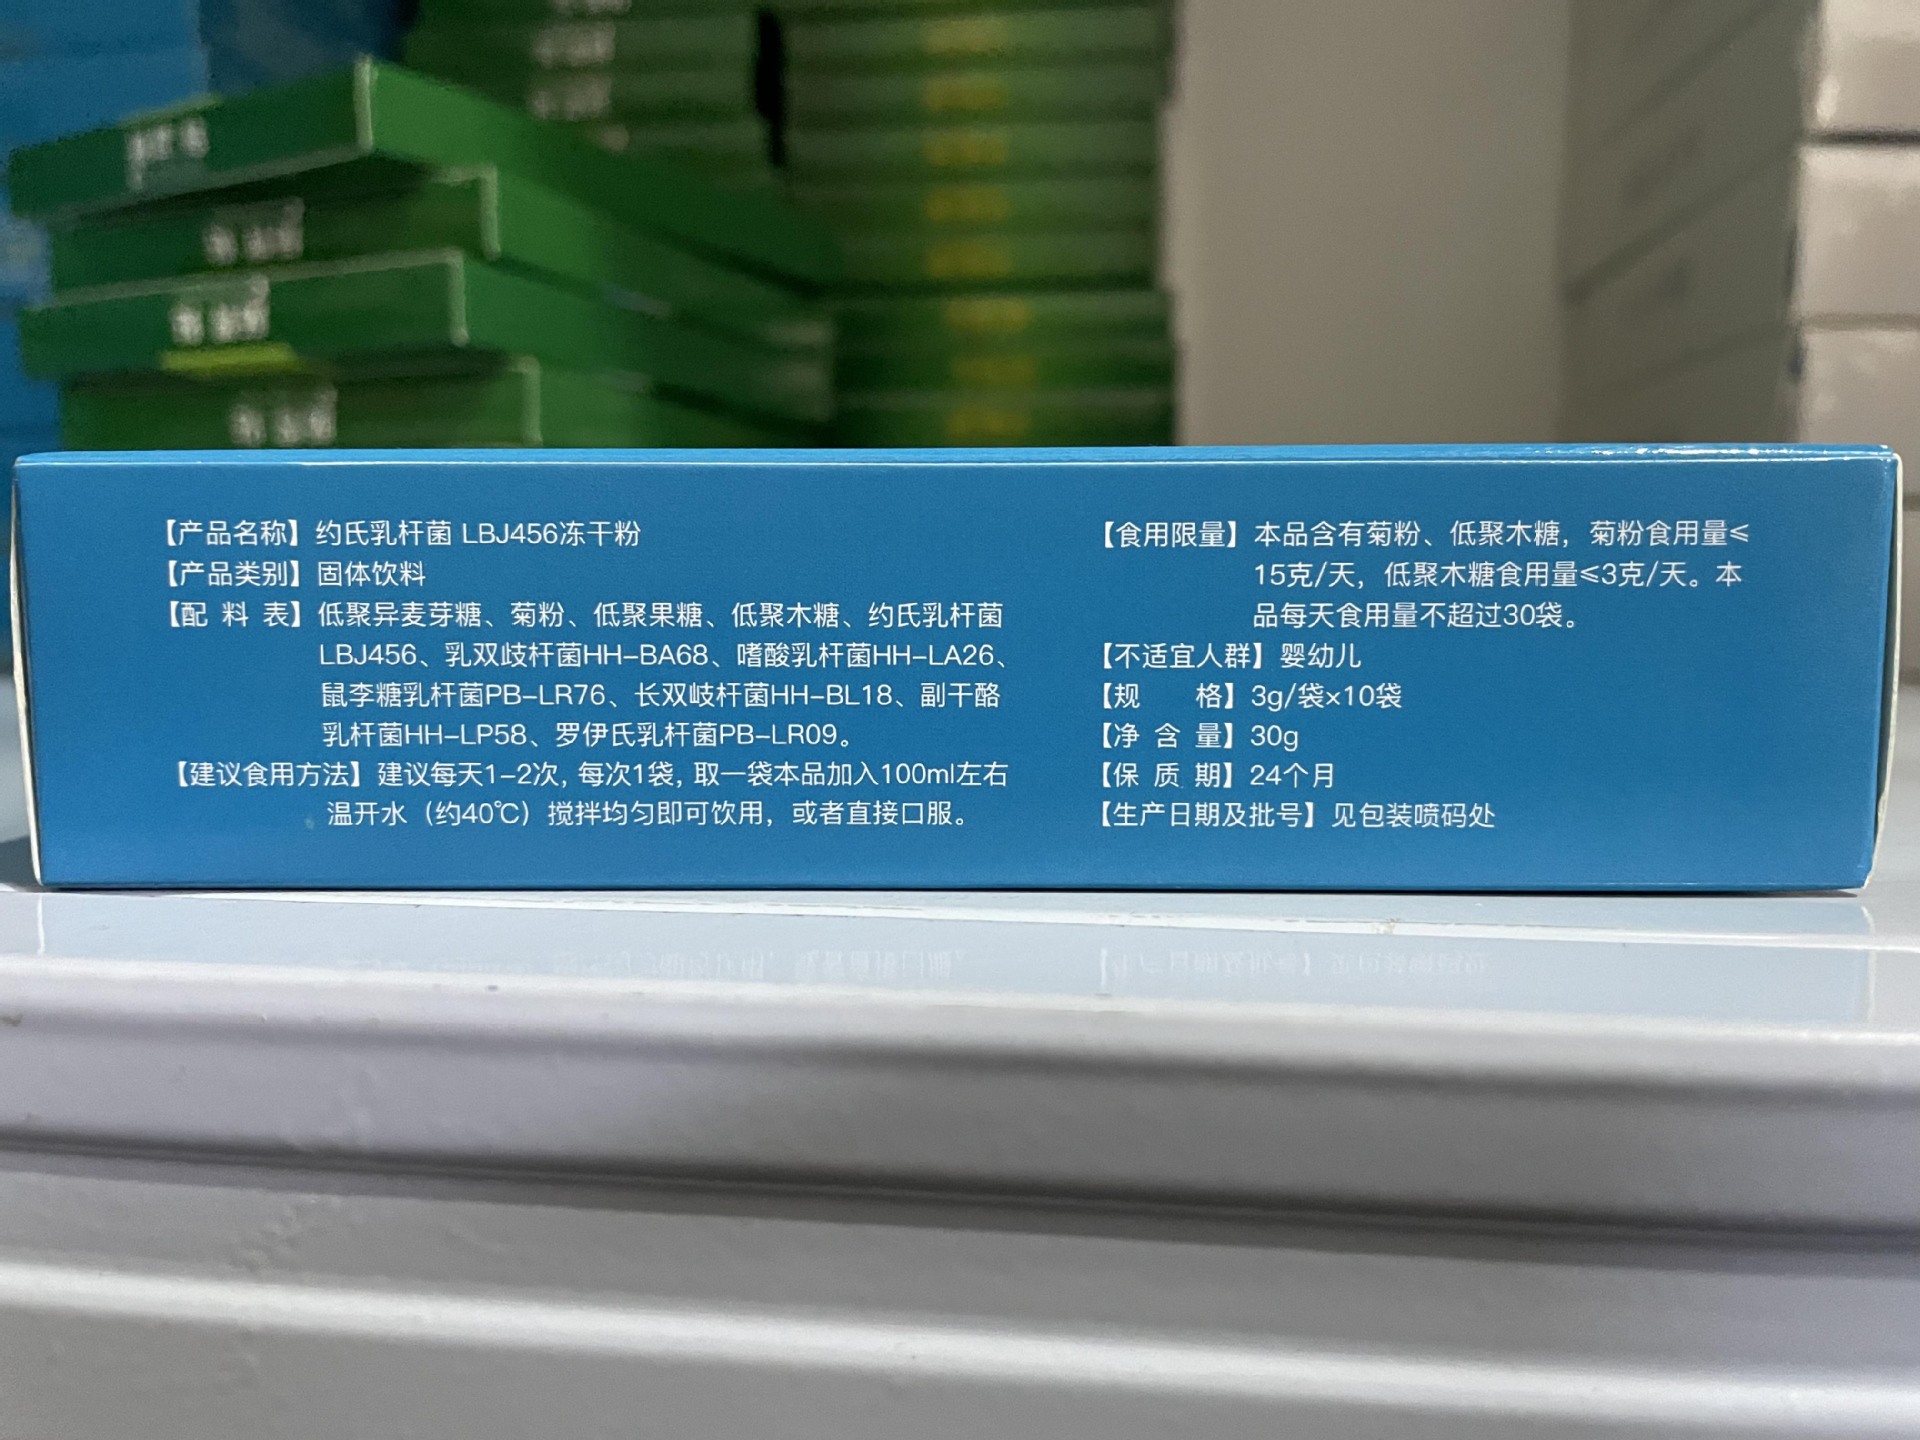 【产品名称】约氏乳杆菌 LBJ456冻干粉
【产品类别】固体饮料
【配 料 表】低聚异麦芽糖、菊粉、低聚果糖、低聚木糖、约氏乳杆菌
LBJ456、乳双歧杆菌HH-BA68、嗜酸乳杆菌HH-LA26、
鼠李糖乳杆菌PB-LR76、长双岐杆菌HH-BL18、副干酪
乳杆菌HH-LP58、罗伊氏乳杆菌PB-LR09。
【建议食用方法】建议每天1-2次, 每次1袋, 取一袋本品加入100ml左右
温开水（约40℃）搅拌均匀即可饮用，或者直接口服。
【食用限量】本品含有菊粉、低聚木糖，菊粉食用量≤
15克/天，低聚木糖食用量≤3克/天。本
品每天食用量不超过30袋。
【不适宜人群】婴幼儿
【规 格】3g/袋×10袋
【净 含 量】30g
【保 质 期】24个月
【生产日期及批号】见包装喷码处